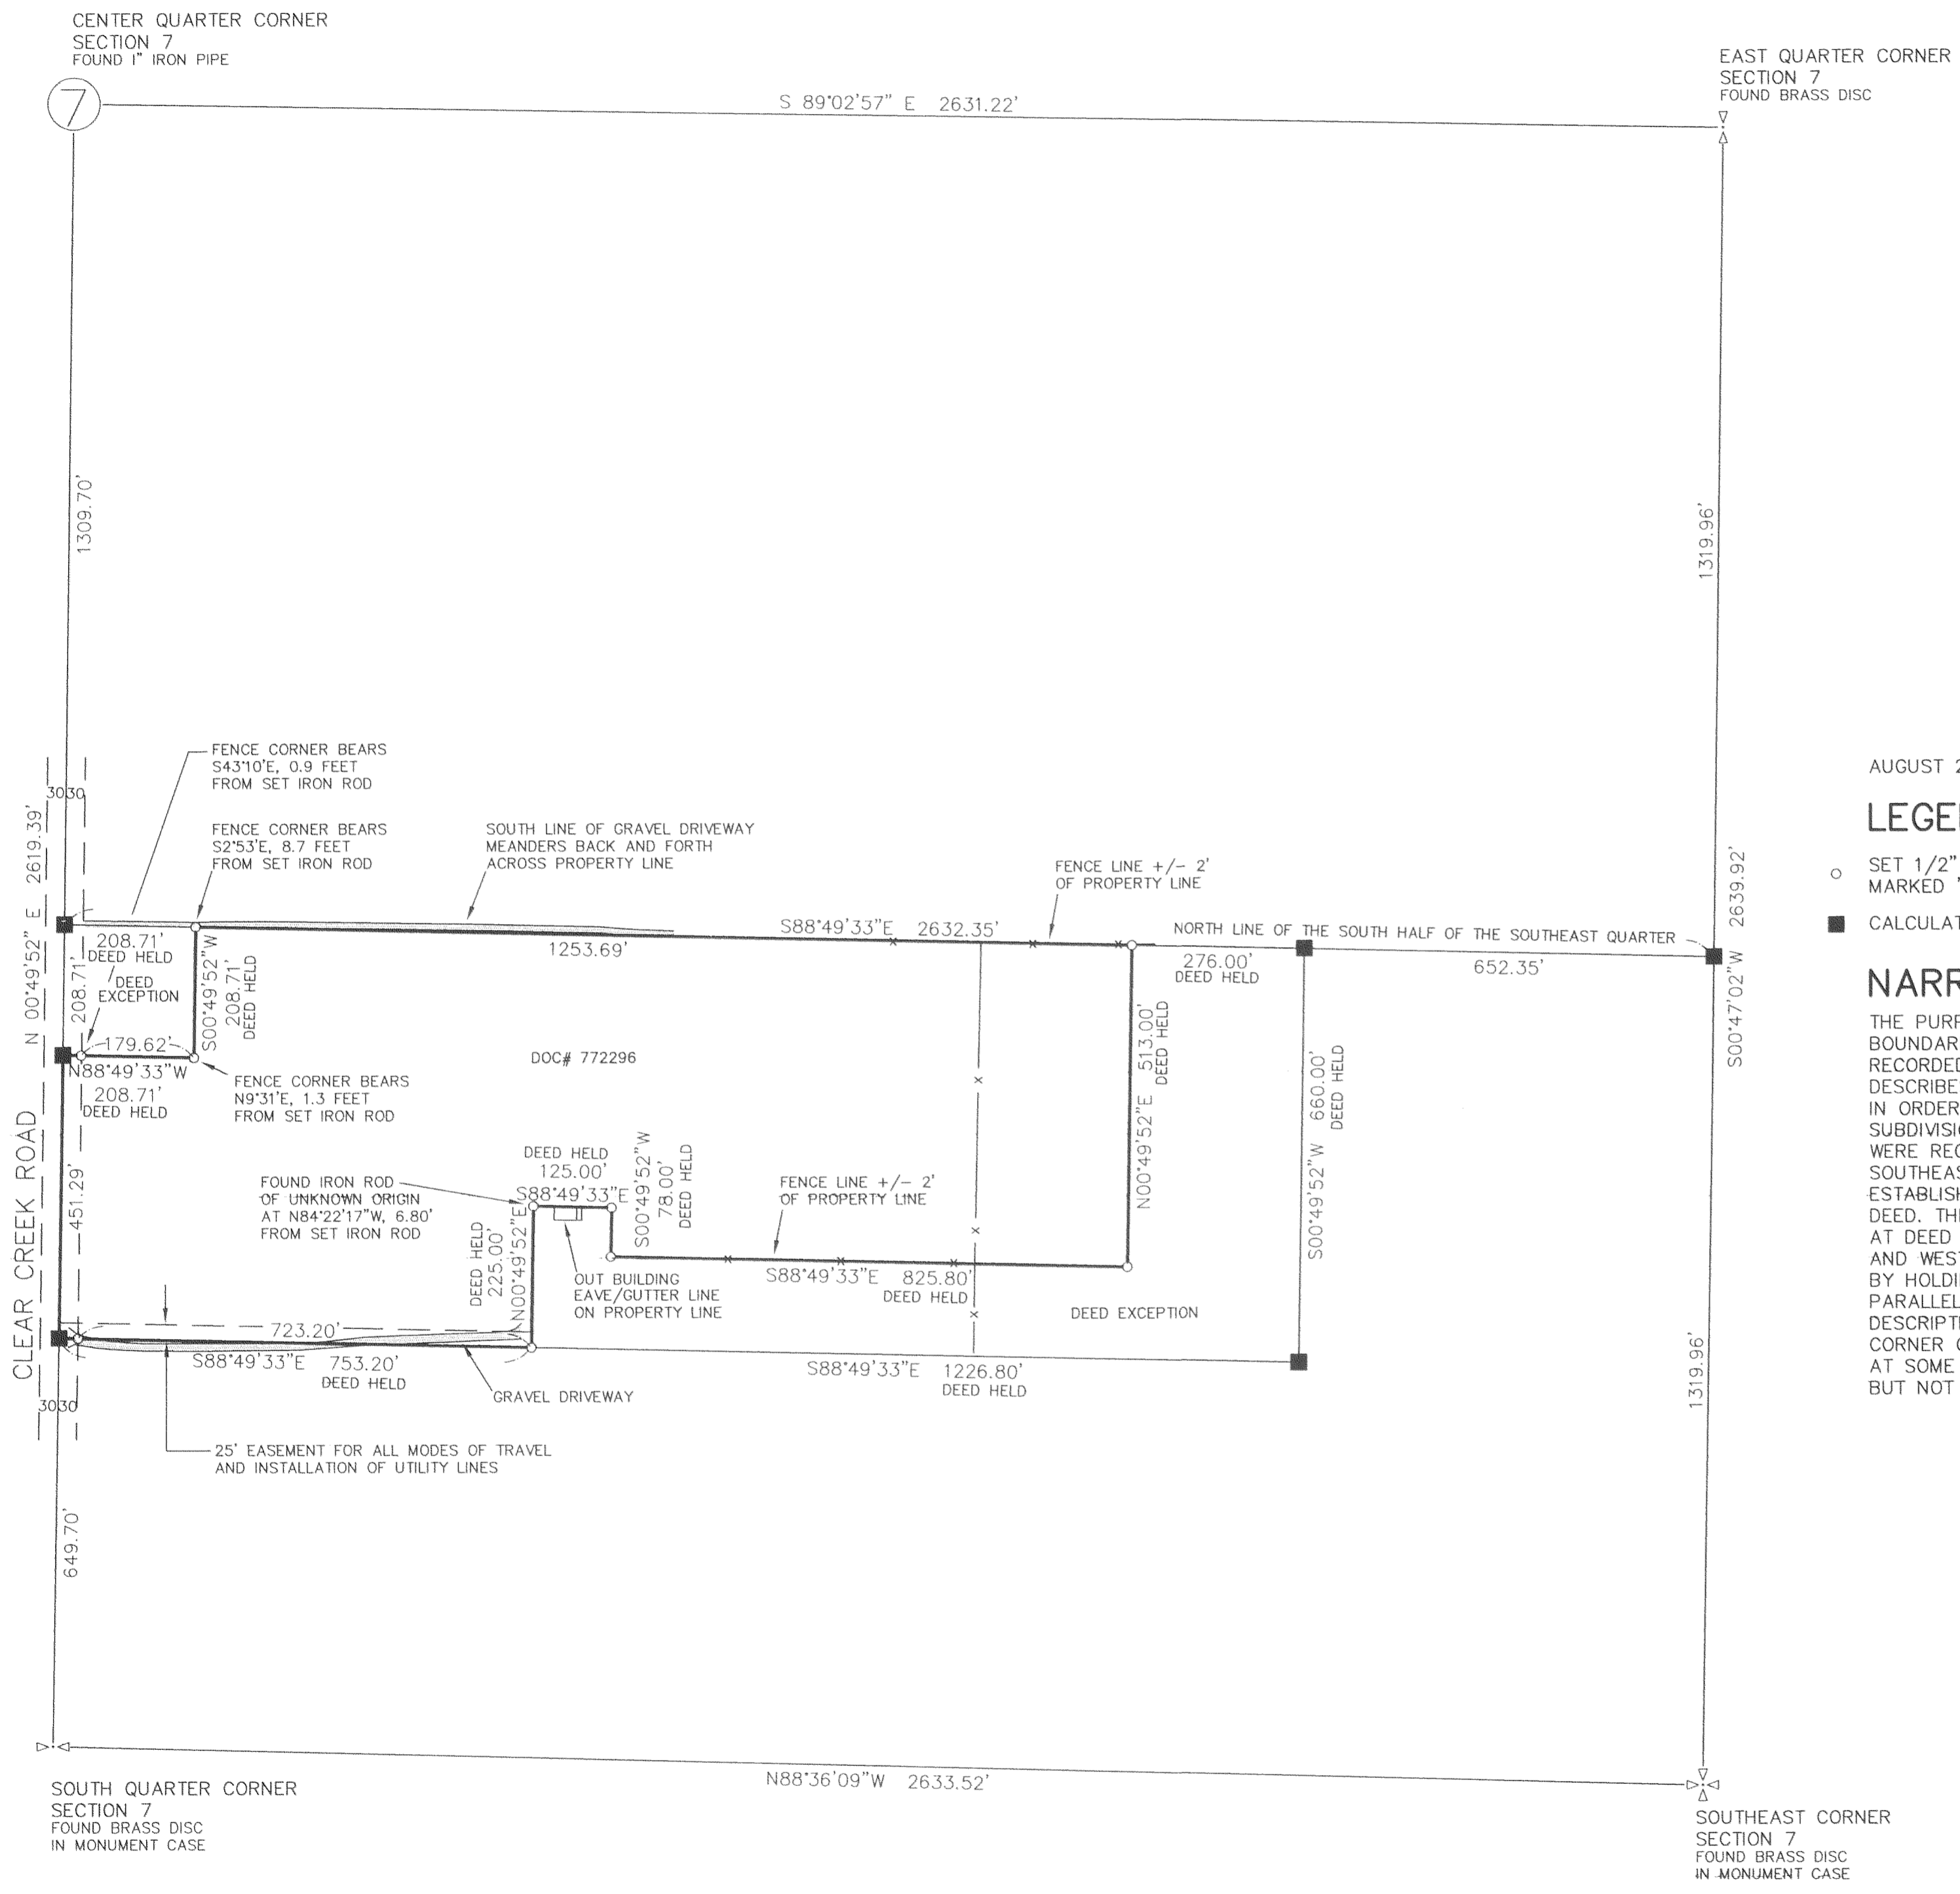 CENTER QUARTER CORNER
SECTION 7
FOUND 1" IRON PIPE
7
S 89°02'57" E 2631.22'
EAST QUARTER CORNER
SECTION 7
FOUND BRASS DISC
1309.70'
1319.96'
N 00°49'52" E 2619.39'
S00°47'02"W 2639.92'
FENCE CORNER BEARS
S43°10'E, 0.9 FEET
FROM SET IRON ROD
3030
FENCE CORNER BEARS
S2°53'E, 8.7 FEET
FROM SET IRON ROD
SOUTH LINE OF GRAVEL DRIVEWAY
MEANDERS BACK AND FORTH
ACROSS PROPERTY LINE
FENCE LINE +/- 2'
OF PROPERTY LINE
S88°49'33"E 2632.35'
1253.69'
NORTH LINE OF THE SOUTH HALF OF THE SOUTHEAST QUARTER
276.00'
DEED HELD
652.35'
208.71'
DEED HELD
DEED
EXCEPTION
208.71'
S00°49'52"W
208.71'
DEED HELD
179.62'
N88°49'33"W
208.71'
DEED HELD
FENCE CORNER BEARS
N9°31'E, 1.3 FEET
FROM SET IRON ROD
DOC# 772296
N00°49'52"E 513.00'
DEED HELD
S00°49'52"W 660.00'
DEED HELD
CLEAR CREEK ROAD
451.29'
FOUND IRON ROD
OF UNKNOWN ORIGIN
AT N84°22'17"W, 6.80'
FROM SET IRON ROD
DEED HELD
125.00'
S88°49'33"E
S00°49'52"W
78.00'
DEED HELD
FENCE LINE +/- 2'
OF PROPERTY LINE
DEED HELD
225.00'
N00°49'52"E
OUT BUILDING
EAVE/GUTTER LINE
ON PROPERTY LINE
S88°49'33"E 825.80'
DEED HELD
DEED EXCEPTION
723.20'
S88°49'33"E 753.20'
DEED HELD
GRAVEL DRIVEWAY
S88°49'33"E 1226.80'
DEED HELD
3030
25' EASEMENT FOR ALL MODES OF TRAVEL
AND INSTALLATION OF UTILITY LINES
649.70'
1319.96'
N88°36'09"W 2633.52'
SOUTH QUARTER CORNER
SECTION 7
FOUND BRASS DISC
IN MONUMENT CASE
SOUTHEAST CORNER
SECTION 7
FOUND BRASS DISC
IN MONUMENT CASE
AUGUST 2
LEGE
SET 1/2"
MARKED
CALCULAT
NARR
THE PURP
BOUNDAR
RECORDED
DESCRIBE
IN ORDER
SUBDIVISI
WERE REC
SOUTHEAS
ESTABLISH
DEED. TH
AT DEED
AND WEST
BY HOLDI
PARALLEL
DESCRIPTI
CORNER
AT SOME
BUT NOT